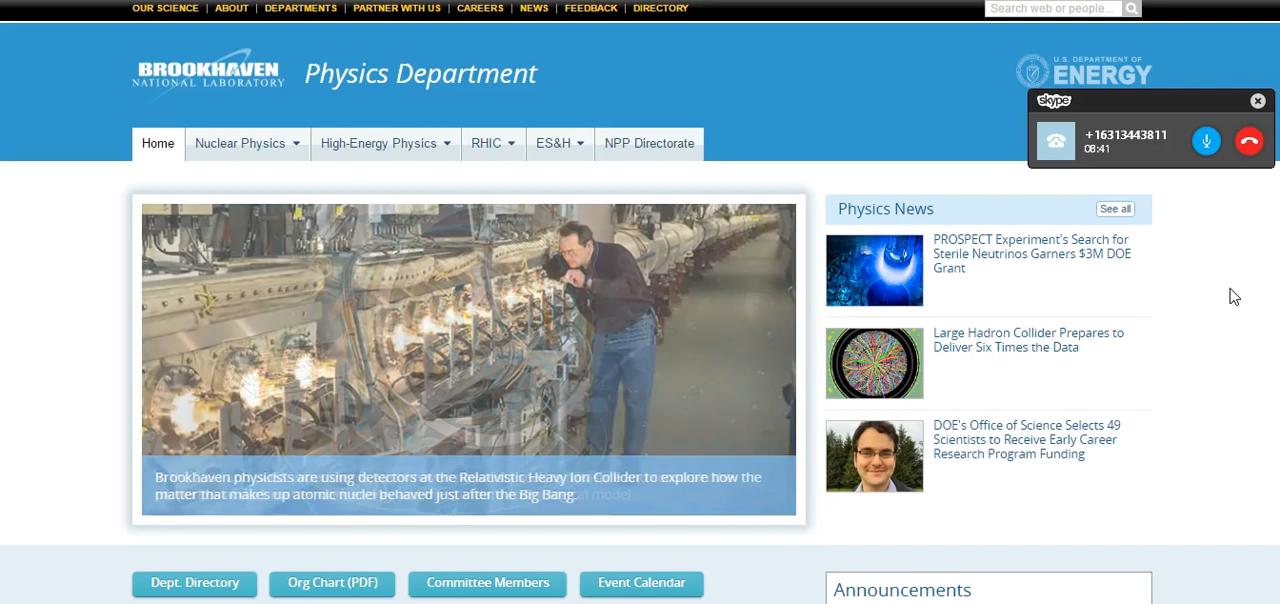 OUR SCIENCE | ABOUT | DEPARTMENTS | PARTNER WITH US | CAREERS | NEWS | FEEDBACK | DIRECTORY
Search web or people...
BROOKHAVEN
NATIONAL LABORATORY
Physics Department
U.S. DEPARTMENT OF
ENERGY
skype
+16313443811
08:41
Home
Nuclear Physics
High-Energy Physics
RHIC
ES&H
NPP Directorate
Physics News
See all
PROSPECT Experiment's Search for
Sterile Neutrinos Garners $3M DOE
Grant
Large Hadron Collider Prepares to
Deliver Six Times the Data
DOE's Office of Science Selects 49
Scientists to Receive Early Career
Research Program Funding
Brookhaven physicists are using detectors at the Relativistic Heavy Ion Collider to explore how the
matter that makes up atomic nuclei behaved just after the Big Bang.
Dept. Directory
Org Chart (PDF)
Committee Members
Event Calendar
Announcements